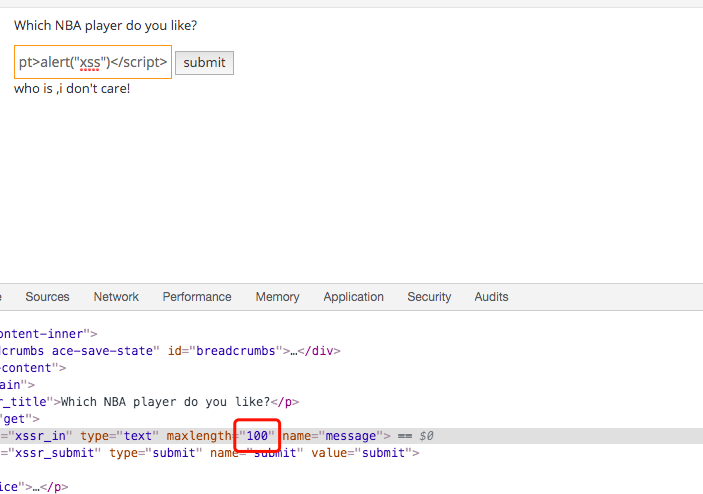 Which NBA player do you like?
pt>alert("xss")</script> submit
who is ,i don't care!
Sources Network Performance Memory Application Security Audits
ontent-inner">
dcrumbs ace-save-state" id="breadcrumbs">…</div>
-content">
ain">
r_title">Which NBA player do you like?</p>
"get">
="xssr_in" type="text" maxlength="100" name="message"> == $0
="xssr_submit" type="submit" name="submit" value="submit">
ice">…</p>